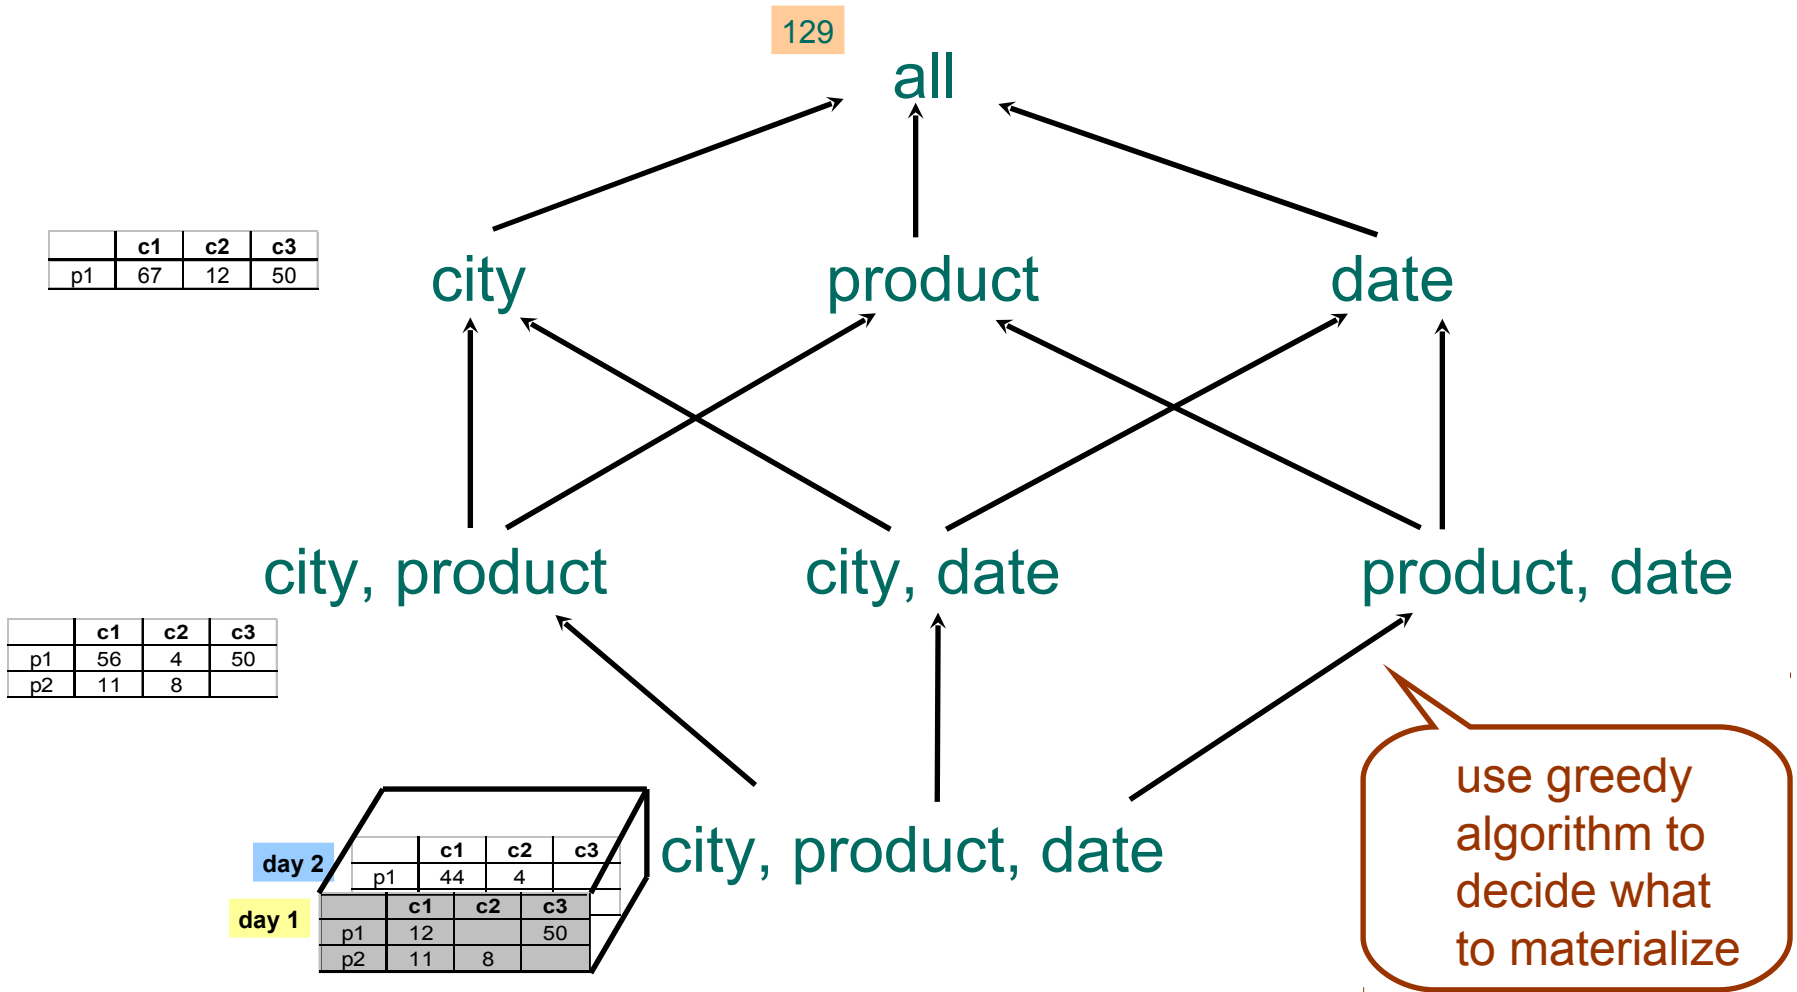 129
all
c1 c2 c3
p1 67 12 50
city product date
city, product city, date product, date
c1 c2 c3
p1 56 4 50
p2 11 8
use greedy
algorithm to
decide what
to materialize
city, product, date
day 2
c1 c2 c3
p1 44 4
day 1
c1 c2 c3
p1 12 50
p2 11 8